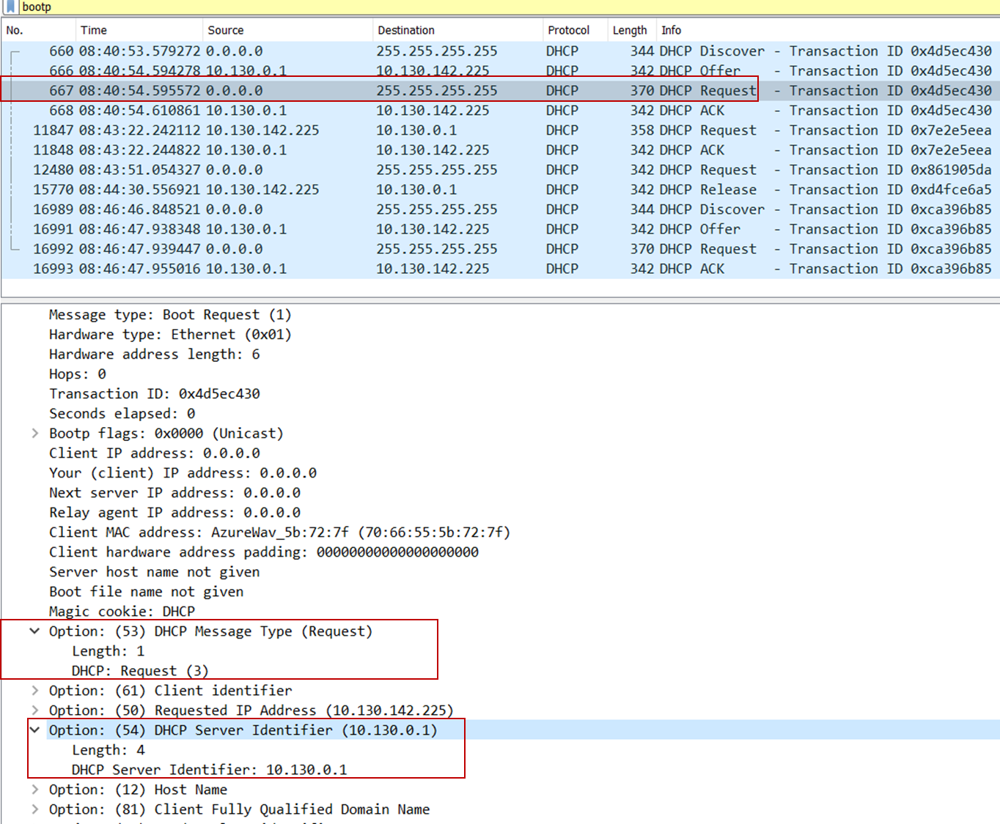 bootp
No. Time Source Destination Protocol Length Info
660 08:40:53.579272 0.0.0.0 255.255.255.255 DHCP 344 DHCP Discover - Transaction ID 0x4d5ec430
666 08:40:54.594278 10.130.0.1 10.130.142.225 DHCP 342 DHCP Offer - Transaction ID 0x4d5ec430
667 08:40:54.595572 0.0.0.0 255.255.255.255 DHCP 370 DHCP Request - Transaction ID 0x4d5ec430
668 08:40:54.610861 10.130.0.1 10.130.142.225 DHCP 342 DHCP ACK - Transaction ID 0x4d5ec430
11847 08:43:22.242112 10.130.142.225 10.130.0.1 DHCP 358 DHCP Request - Transaction ID 0x7e2e5eea
11848 08:43:22.244822 10.130.0.1 10.130.142.225 DHCP 342 DHCP ACK - Transaction ID 0x7e2e5eea
12480 08:43:51.054327 0.0.0.0 255.255.255.255 DHCP 342 DHCP Request - Transaction ID 0x861905da
15770 08:44:30.556921 10.130.142.225 10.130.0.1 DHCP 342 DHCP Release - Transaction ID 0xd4fce6a5
16989 08:46:46.848521 0.0.0.0 255.255.255.255 DHCP 344 DHCP Discover - Transaction ID 0xca396b85
16991 08:46:47.938348 10.130.0.1 10.130.142.225 DHCP 342 DHCP Offer - Transaction ID 0xca396b85
16992 08:46:47.939447 0.0.0.0 255.255.255.255 DHCP 370 DHCP Request - Transaction ID 0xca396b85
16993 08:46:47.955016 10.130.0.1 10.130.142.225 DHCP 342 DHCP ACK - Transaction ID 0xca396b85
Message type: Boot Request (1)
Hardware type: Ethernet (0x01)
Hardware address length: 6
Hops: 0
Transaction ID: 0x4d5ec430
Seconds elapsed: 0
Bootp flags: 0x0000 (Unicast)
Client IP address: 0.0.0.0
Your (client) IP address: 0.0.0.0
Next server IP address: 0.0.0.0
Relay agent IP address: 0.0.0.0
Client MAC address: AzureWav_5b:72:7f (70:66:55:5b:72:7f)
Client hardware address padding: 00000000000000000000
Server host name not given
Boot file name not given
Magic cookie: DHCP
Option: (53) DHCP Message Type (Request)
Length: 1
DHCP: Request (3)
Option: (61) Client identifier
Option: (50) Requested IP Address (10.130.142.225)
Option: (54) DHCP Server Identifier (10.130.0.1)
Length: 4
DHCP Server Identifier: 10.130.0.1
Option: (12) Host Name
Option: (81) Client Fully Qualified Domain Name